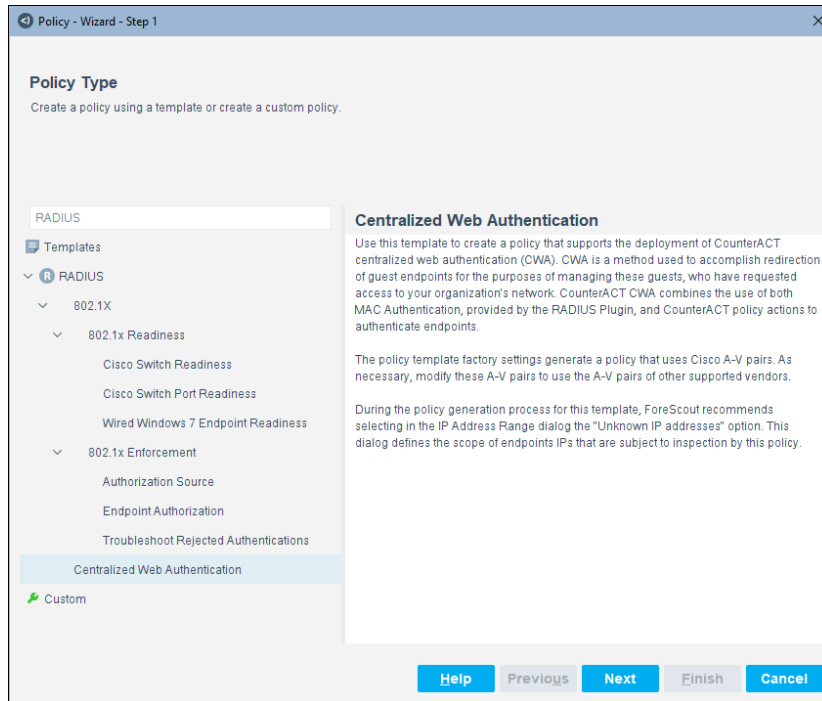 Policy - Wizard - Step 1
Policy Type
Create a policy using a template or create a custom policy.
RADIUS
Templates
R RADIUS
802.1X
802.1x Readiness
Cisco Switch Readiness
Cisco Switch Port Readiness
Wired Windows 7 Endpoint Readiness
802.1x Enforcement
Authorization Source
Endpoint Authorization
Troubleshoot Rejected Authentications
Centralized Web Authentication
Custom
Centralized Web Authentication
Use this template to create a policy that supports the deployment of CounterACT
centralized web authentication (CWA). CWA is a method used to accomplish redirection
of guest endpoints for the purposes of managing these guests, who have requested
access to your organization's network. CounterACT CWA combines the use of both
MAC Authentication, provided by the RADIUS Plugin, and CounterACT policy actions to
authenticate endpoints.
The policy template factory settings generate a policy that uses Cisco A-V pairs. As
necessary, modify these A-V pairs to use the A-V pairs of other supported vendors.
During the policy generation process for this template, ForeScout recommends
selecting in the IP Address Range dialog the "Unknown IP addresses" option. This
dialog defines the scope of endpoints IPs that are subject to inspection by this policy.
Help Previous Next Finish Cancel